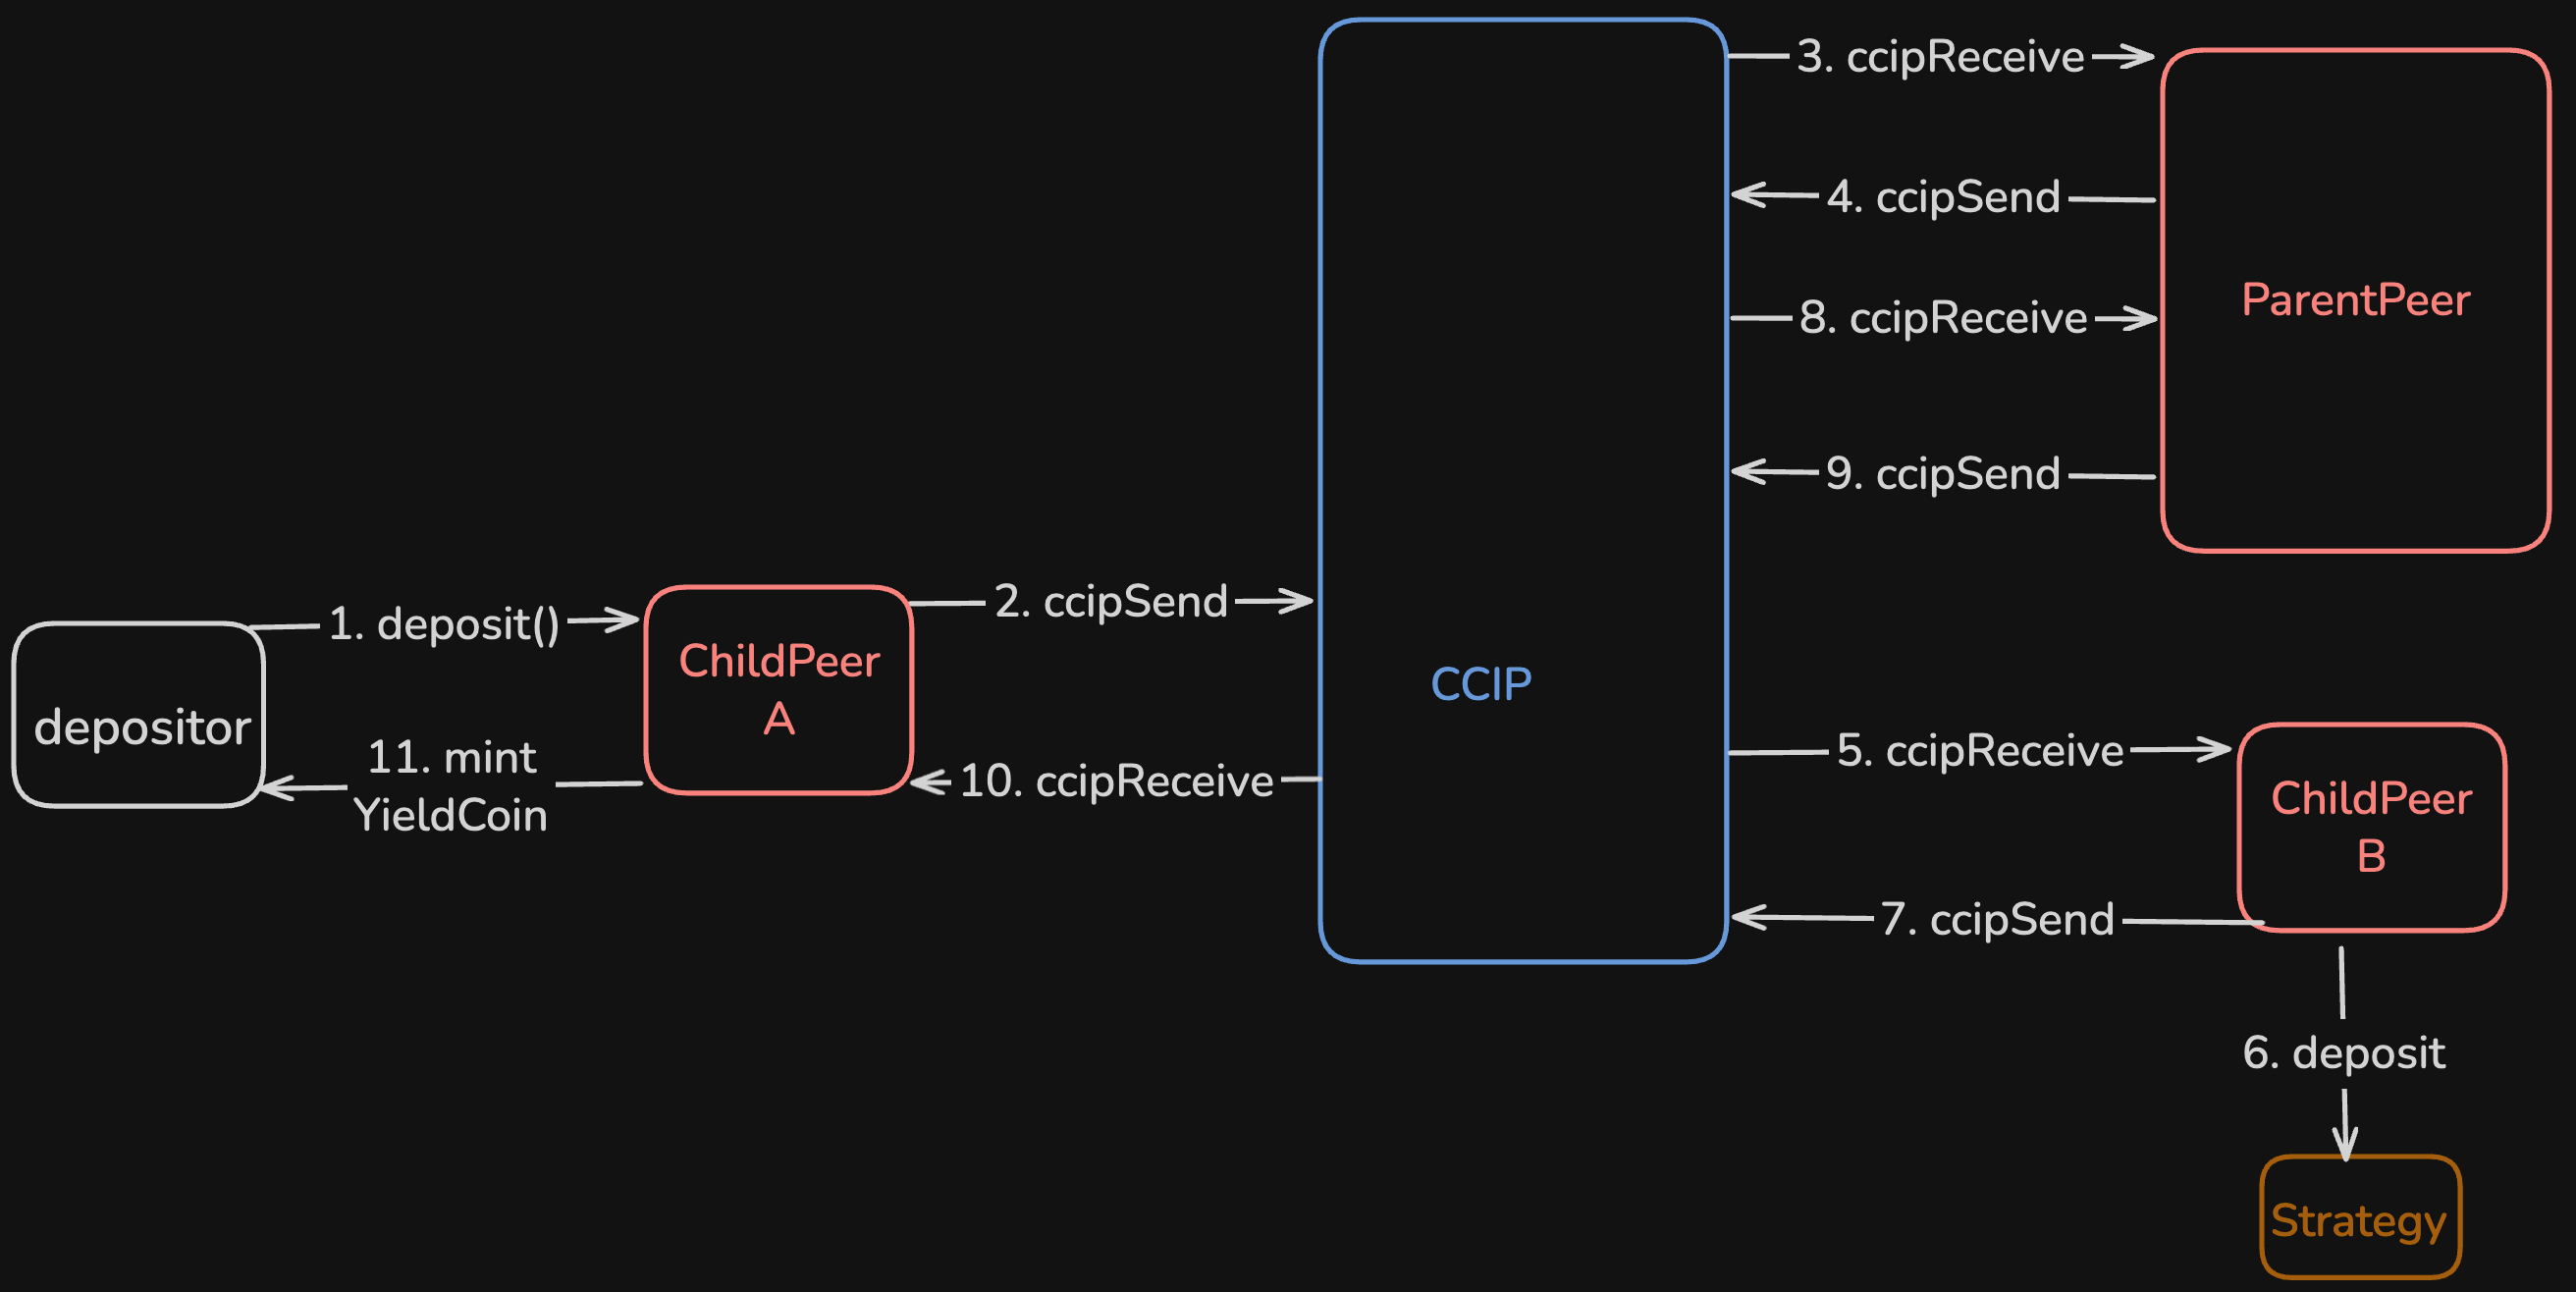 3. ccipReceive
4. ccipSend
ParentPeer
8. ccipReceive
9. ccipSend
1. deposit()
2. ccipSend
ChildPeer
A
depositor
11. mint
YieldCoin
10. ccipReceive
CCIP
5. ccipReceive
ChildPeer
B
7. ccipSend
6. deposit
Strategy